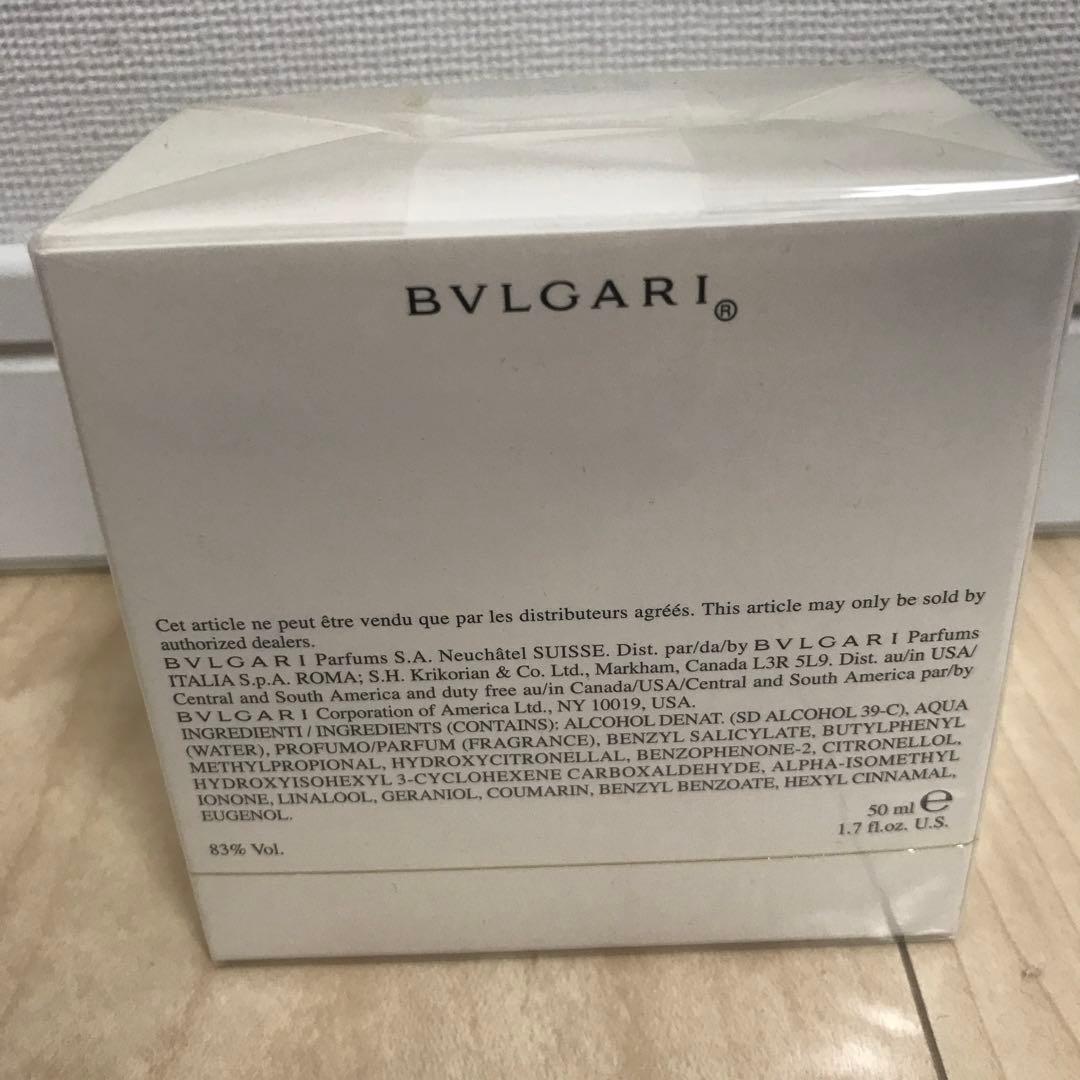 BVLGARI®
Cet article ne peut être vendu que par les distributeurs agréés. This article may only be sold by
authorized dealers.
BVLGARI Parfums S.A. Neuchâtel SUISSE. Dist. par/da/by BVLGARI Parfums
ITALIA S.p.A. ROMA; S.H. Krikorian & Co. Ltd., Markham, Canada L3R 5L9. Dist. au/in USA/
Central and South America and duty free au/in Canada/USA/Central and South America par/by
BVLGARI Corporation of America Ltd., NY 10019, USA.
INGREDIENTI / INGREDIENTS (CONTAINS): ALCOHOL DENAT. (SD ALCOHOL 39-C), AQUA
(WATER), PROFUMO/PARFUM (FRAGRANCE), BENZYL SALICYLATE, BUTYLPHENYL
METHYLPROPIONAL, HYDROXYCITRONELLAL, BENZOPHENONE-2, CITRONELLOL,
HYDROXYISOHEXYL 3-CYCLOHEXENE CARBOXALDEHYDE, ALPHA-ISOMETHYL
IONONE, LINALOOL, GERANIOL, COUMARIN, BENZYL BENZOATE, HEXYL CINNAMAL,
EUGENOL.
50 ml ℮
1.7 fl.oz. U.S.
83% Vol.